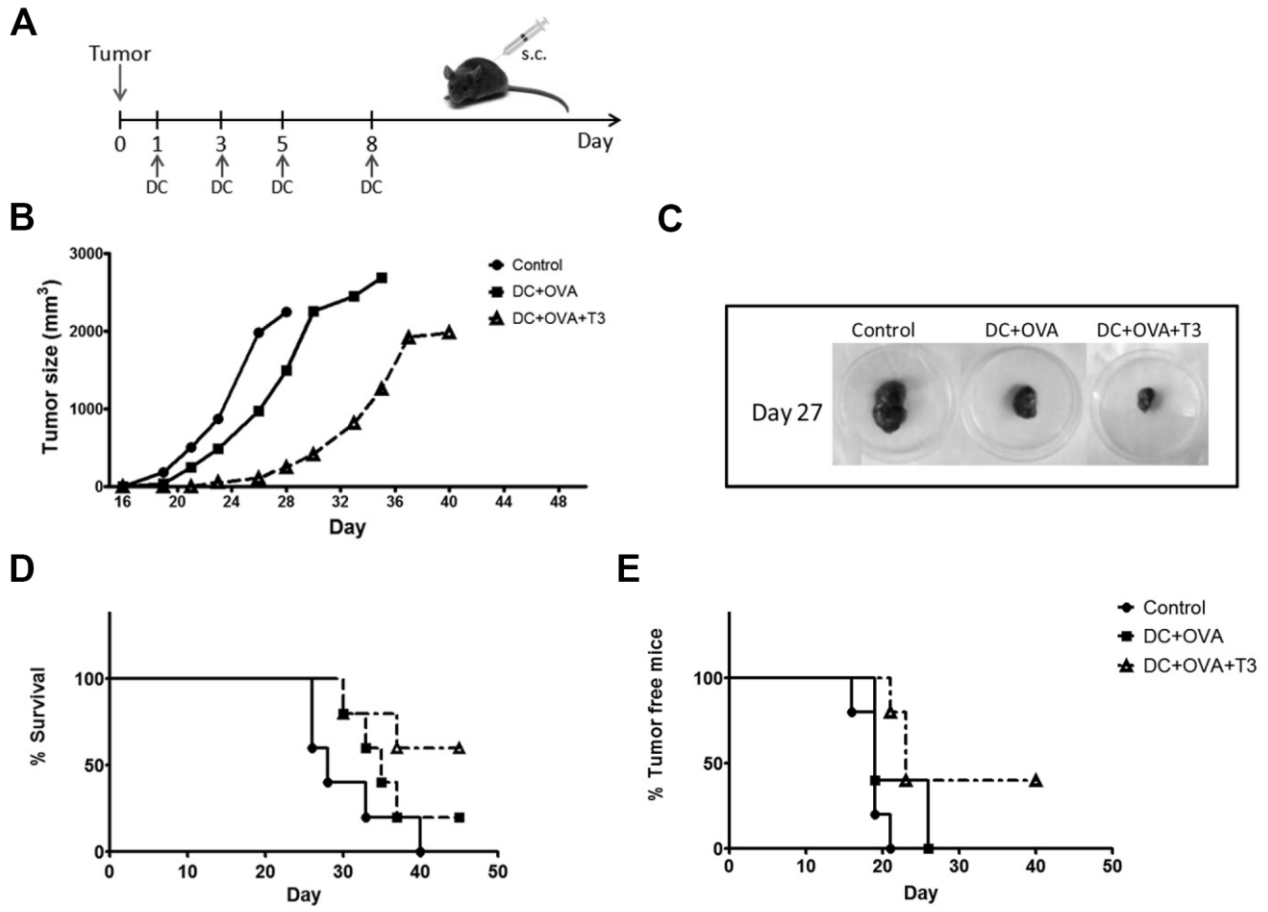 A
Tumor
s.c.
0 1 3 5 8 Day
DC DC DC DC
B
Tumor size (mm³)
3000
2000
1000
0
16 20 24 28 32 36 40 44 48
Day
Control
DC+OVA
DC+OVA+T3
C
Control DC+OVA DC+OVA+T3
Day 27
D
% Survival
100
50
0
0 10 20 30 40 50
Day
E
% Tumor free mice
100
50
0
0 10 20 30 40 50
Day
Control
DC+OVA
DC+OVA+T3